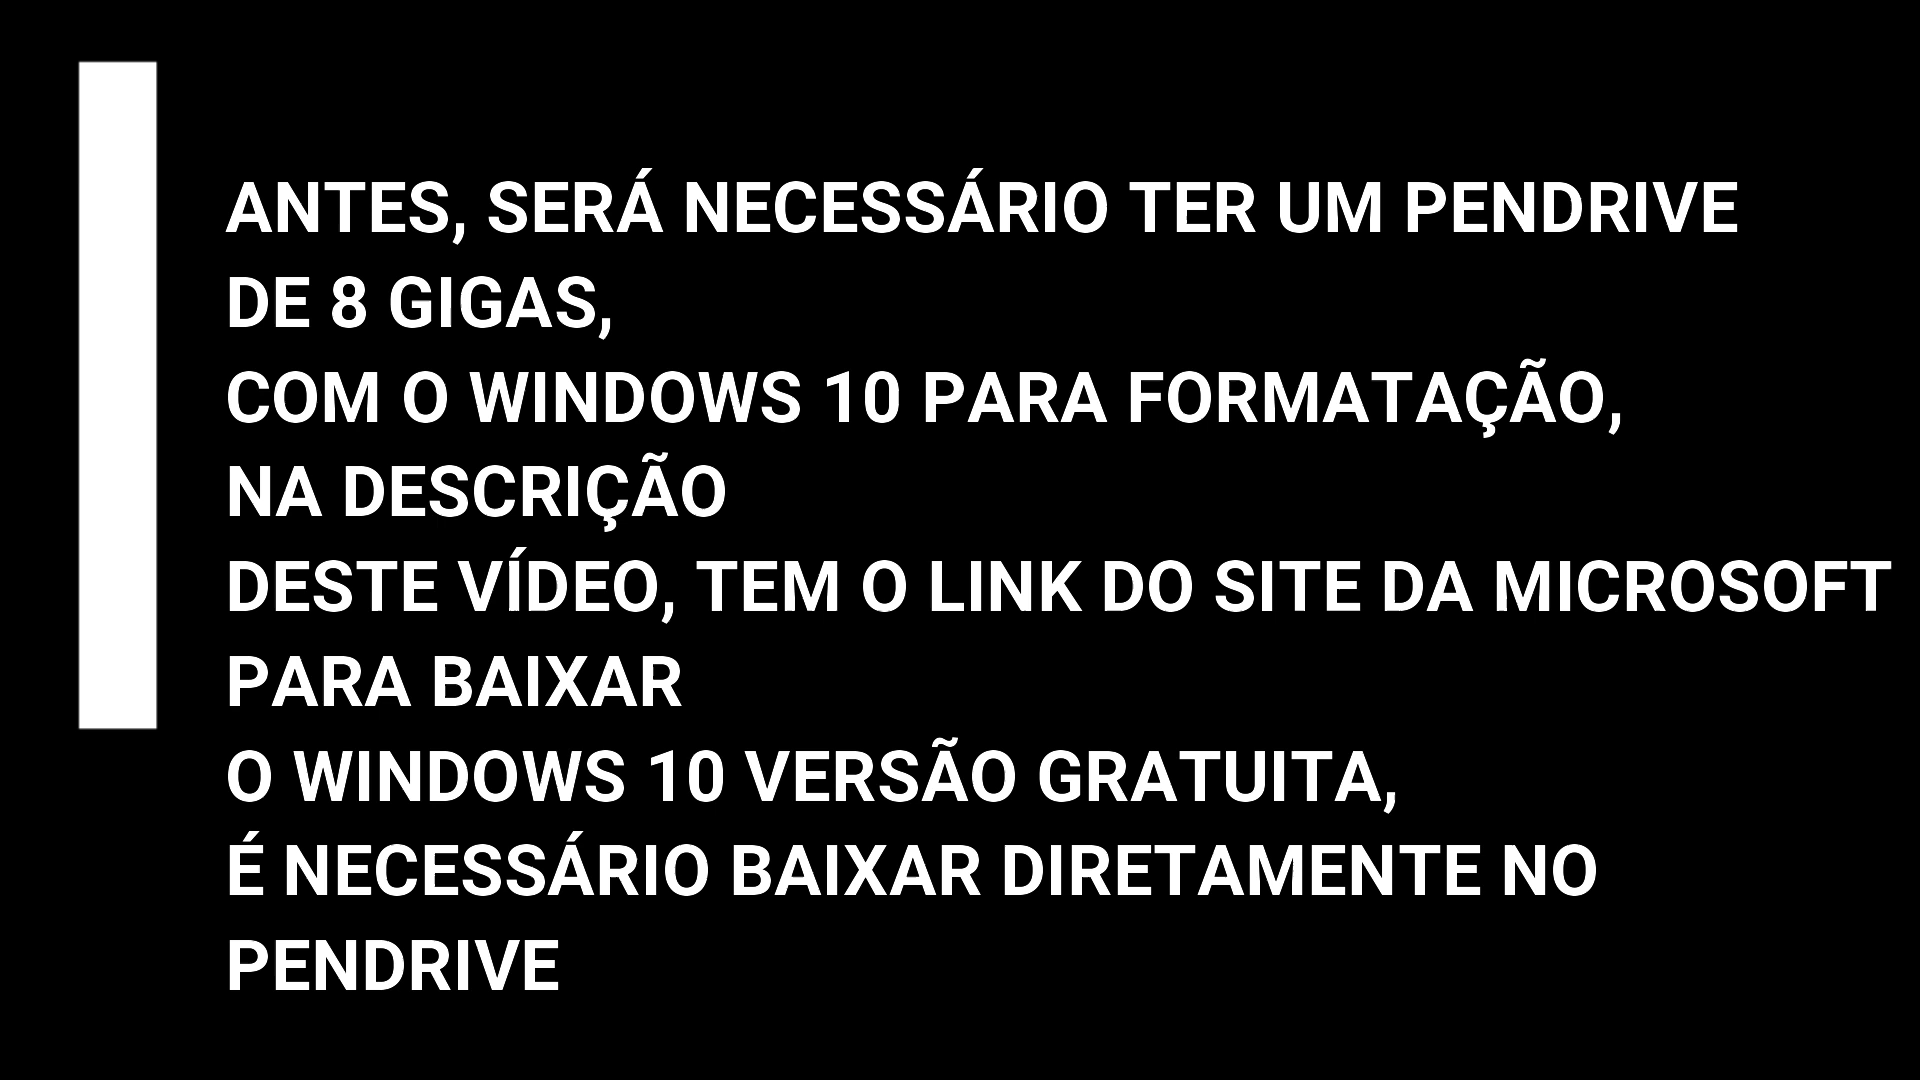 ANTES, SERÁ NECESSÁRIO TER UM PENDRIVE
DE 8 GIGAS,
COM O WINDOWS 10 PARA FORMATAÇÃO,
NA DESCRIÇÃO
DESTE VÍDEO, TEM O LINK DO SITE DA MICROSOFT
PARA BAIXAR
O WINDOWS 10 VERSÃO GRATUITA,
É NECESSÁRIO BAIXAR DIRETAMENTE NO
PENDRIVE